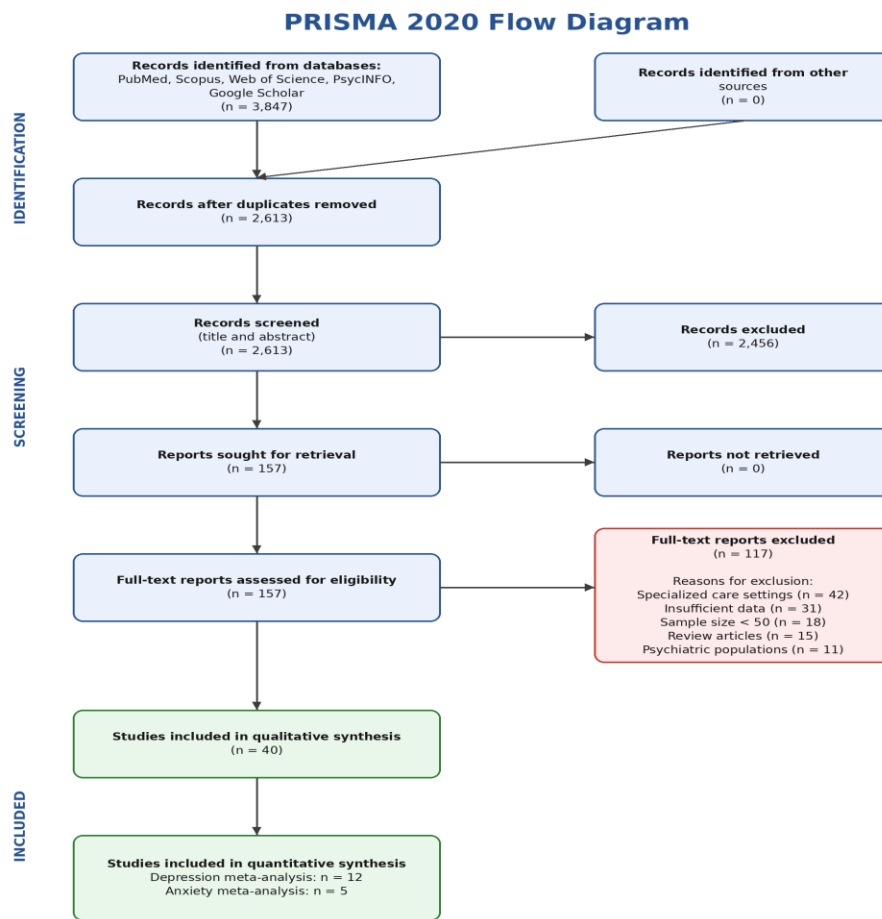 PRISMA 2020 Flow Diagram
IDENTIFICATION
Records identified from databases:
PubMed, Scopus, Web of Science, PsycINFO,
Google Scholar
(n = 3,847)
Records identified from other
sources
(n = 0)
Records after duplicates removed
(n = 2,613)
SCREENING
Records screened
(title and abstract)
(n = 2,613)
Records excluded
(n = 2,456)
Reports sought for retrieval
(n = 157)
Reports not retrieved
(n = 0)
Full-text reports assessed for eligibility
(n = 157)
Full-text reports excluded
(n = 117)
Reasons for exclusion:
Specialized care settings (n = 42)
Insufficient data (n = 31)
Sample size < 50 (n = 18)
Review articles (n = 15)
Psychiatric populations (n = 11)
INCLUDED
Studies included in qualitative synthesis
(n = 40)
Studies included in quantitative synthesis
Depression meta-analysis: n = 12
Anxiety meta-analysis: n = 5